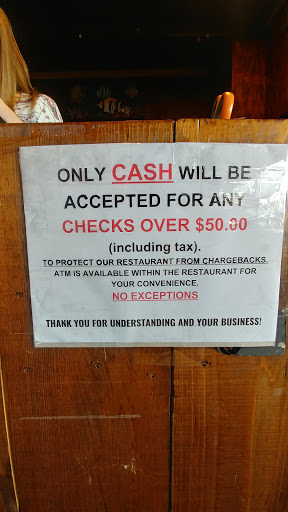 ONLY CASH WILL BE
ACCEPTED FOR ANY
CHECKS OVER $50.00
(including tax).
TO PROTECT OUR RESTAURANT FROM CHARGEBACKS.
ATM IS AVAILABLE WITHIN THE RESTAURANT FOR
YOUR CONVENIENCE.
NO EXCEPTIONS
THANK YOU FOR UNDERSTANDING AND YOUR BUSINESS!